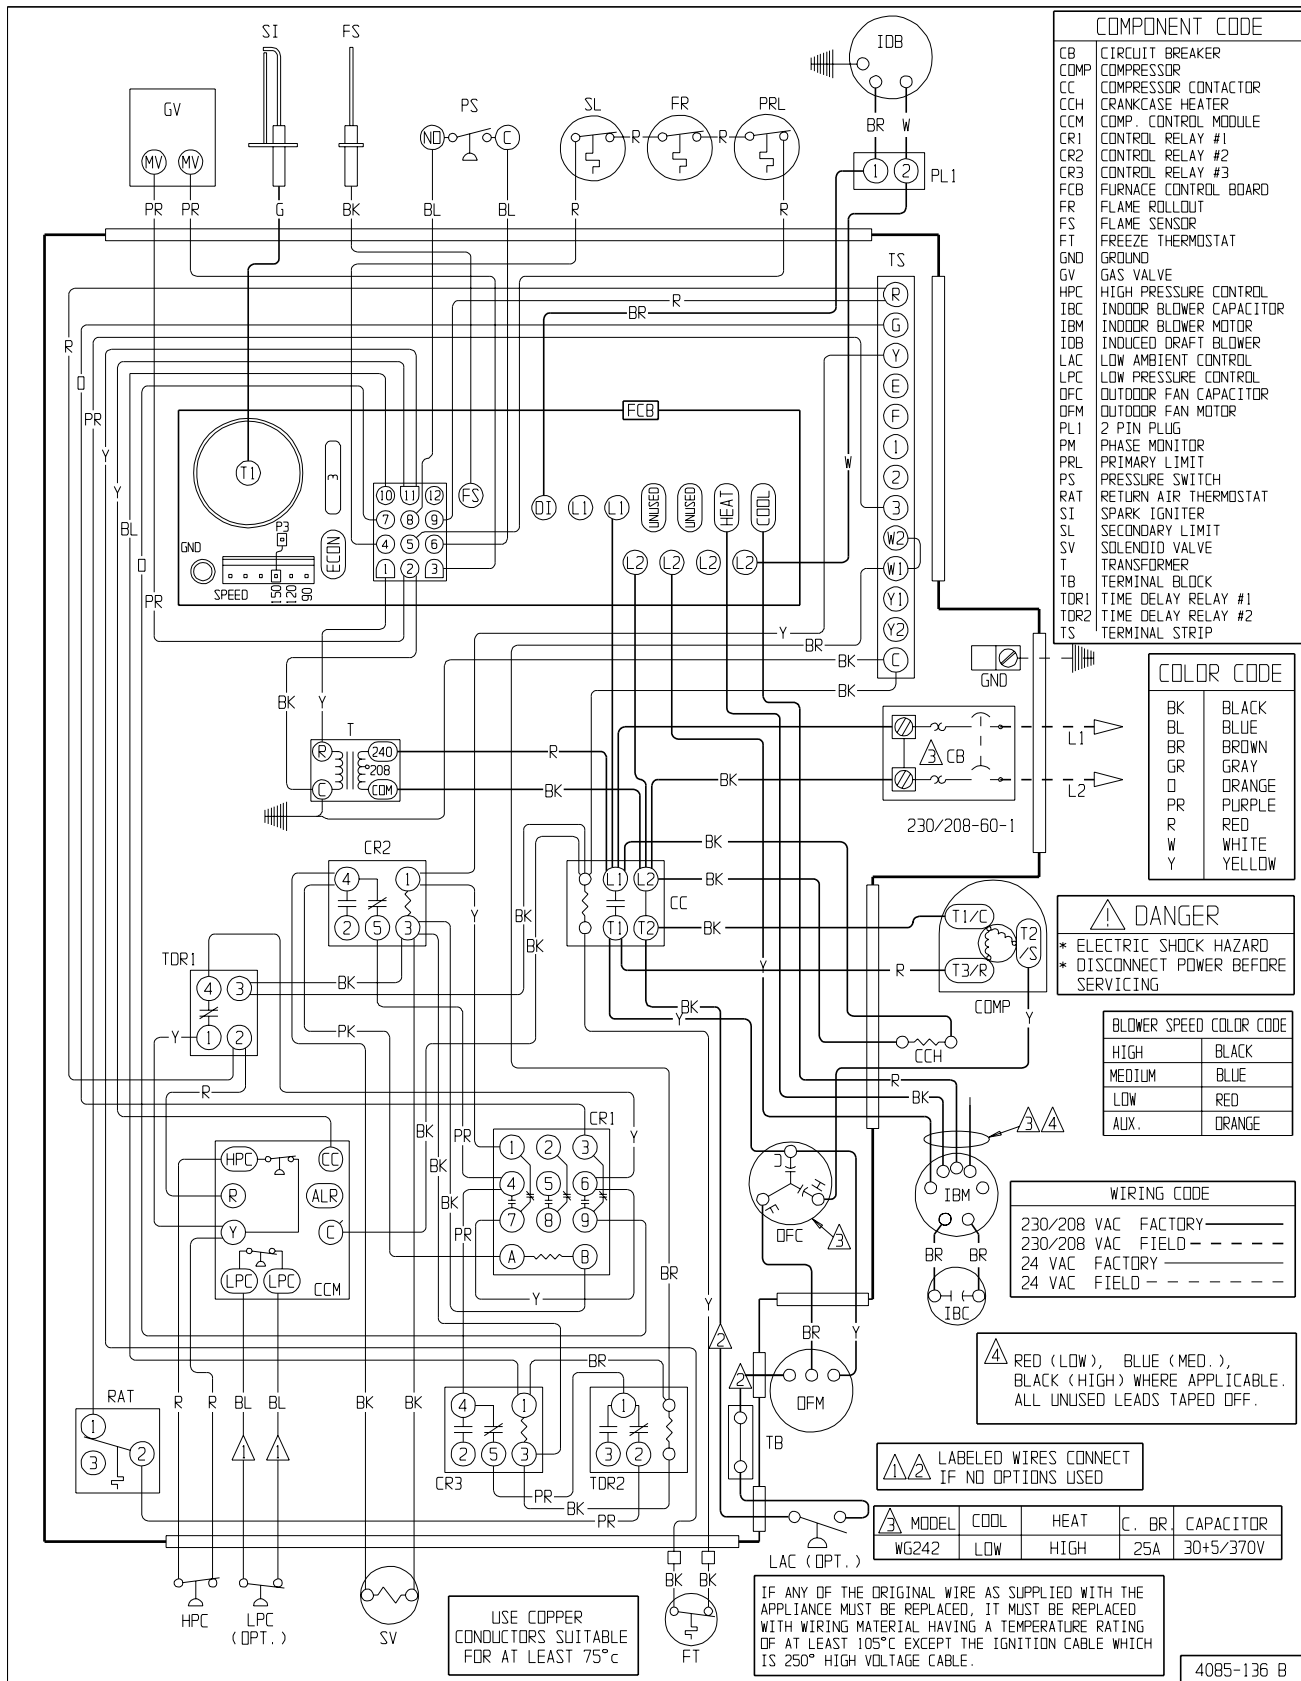 COMPONENT CODE
CB CIRCUIT BREAKER
COMP COMPRESSOR
CC COMPRESSOR CONTACTOR
CCH CRANKCASE HEATER
CCM COMP. CONTROL MODULE
CR1 CONTROL RELAY #1
CR2 CONTROL RELAY #2
CR3 CONTROL RELAY #3
FCB FURNACE CONTROL BOARD
FR FLAME ROLLOUT
FS FLAME SENSOR
FT FREEZE THERMOSTAT
GND GROUND
GV GAS VALVE
HPC HIGH PRESSURE CONTROL
IBC INDOOR BLOWER CAPACITOR
IBM INDOOR BLOWER MOTOR
IDB INDUCED DRAFT BLOWER
LAC LOW AMBIENT CONTROL
LPC LOW PRESSURE CONTROL
OFC OUTDOOR FAN CAPACITOR
OFM OUTDOOR FAN MOTOR
PL1 2 PIN PLUG
PM PHASE MONITOR
PRL PRIMARY LIMIT
PS PRESSURE SWITCH
RAT RETURN AIR THERMOSTAT
SI SPARK IGNITER
SL SECONDARY LIMIT
SV SOLENOID VALVE
T TRANSFORMER
TB TERMINAL BLOCK
TDR1 TIME DELAY RELAY #1
TDR2 TIME DELAY RELAY #2
TS TERMINAL STRIP
SI FS IDB
GV PS SL FR PRL
MV MV NO C R R BR W
1 2 PL1
PR PR G BK BL BL R R
TS
R
G
Y
E
F
1
2
3
W2
W1
Y1
Y2
C
R
BR
R
O
PR
Y
Y
BL
O
PR
W
FCB
T1
3
P3
GND
ECON
SPEED
150
120
90
10 11 12
7 8 9
4 5 6
1 2 3
FS
DI L1 L1 UNUSED UNUSED HEAT COOL
L2 L2 L2 L2
Y
BR
BK
BK
BK Y
GND
T
R 240
208
C COM
R
BK
BK
3 CB
L1
L2
230/208-60-1
COLOR CODE
BK BLACK
BL BLUE
BR BROWN
GR GRAY
O ORANGE
PR PURPLE
R RED
W WHITE
Y YELLOW
CR2
4 1
2 5 3
Y
BK
BK
BK
BK
BK
L1 L2
CC
T1 T2
T1/C
T2
/S
T3/R
COMP
R
Y
BK
Y
Y
CCH
DANGER
* ELECTRIC SHOCK HAZARD
* DISCONNECT POWER BEFORE
SERVICING
BLOWER SPEED COLOR CODE
HIGH BLACK
MEDIUM BLUE
LOW RED
AUX. ORANGE
TDR1
4 3
1 2
BK
PK
Y
R
HPC CC
R ALR
Y C
LPC LPC
CCM
BK
BK
PR
BK
PR
CR1
1 2 3
4 5 6
7 8 9
A B
Y
Y
BR
Y
R
BK
3 4
C
H
F
OFC
3
IBM
BR BR
IBC
WIRING CODE
230/208 VAC FACTORY
230/208 VAC FIELD
24 VAC FACTORY
24 VAC FIELD
4 RED (LOW), BLUE (MED.),
BLACK (HIGH) WHERE APPLICABLE.
ALL UNUSED LEADS TAPED OFF.
2
BR
Y
2
OFM
TB
RAT
1
2
3
R R BL BL BK BK
1 1
CR3
4 1
2 5 3
BR
TDR2
1
3 2
PR
BK
PR
1 2 LABELED WIRES CONNECT
IF NO OPTIONS USED
3 MODEL COOL HEAT C. BR. CAPACITOR
WG242 LOW HIGH 25A 30+5/370V
LAC (OPT.)
HPC
LPC
(OPT.)
SV
BK BK
FT
USE COPPER
CONDUCTORS SUITABLE
FOR AT LEAST 75°c
IF ANY OF THE ORIGINAL WIRE AS SUPPLIED WITH THE
APPLIANCE MUST BE REPLACED, IT MUST BE REPLACED
WITH WIRING MATERIAL HAVING A TEMPERATURE RATING
OF AT LEAST 105°C EXCEPT THE IGNITION CABLE WHICH
IS 250° HIGH VOLTAGE CABLE.
4085-136 B